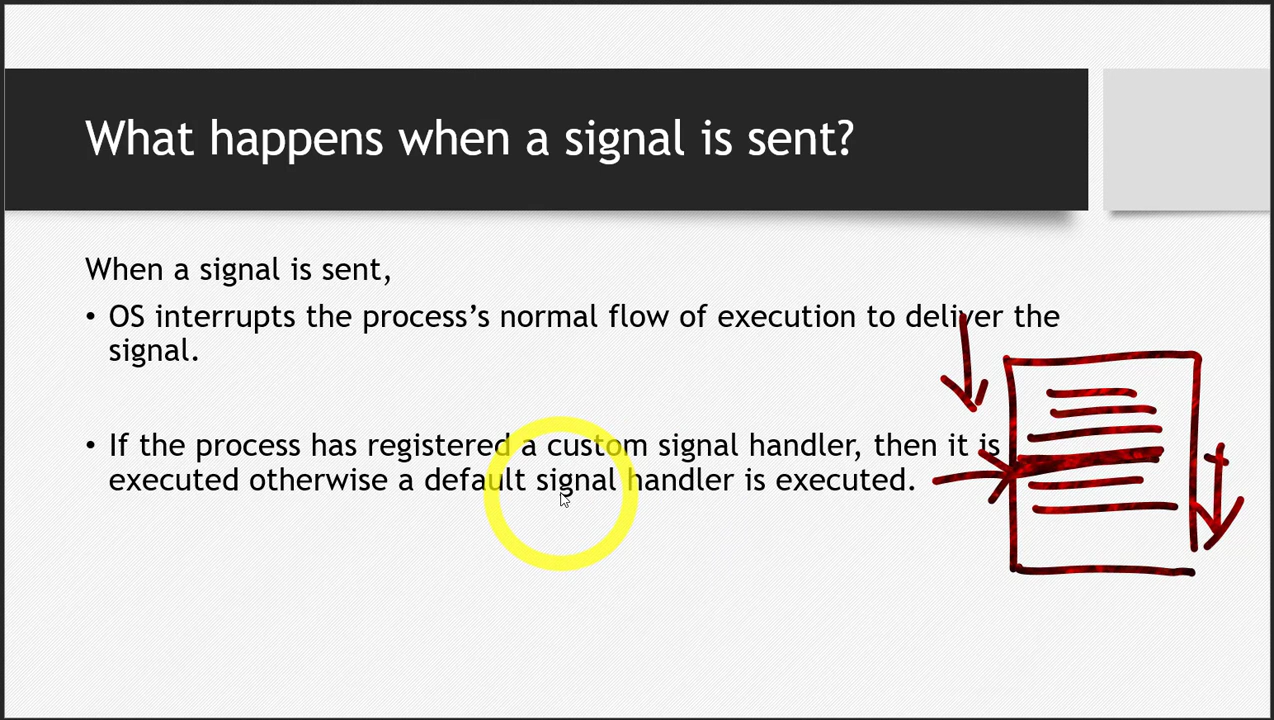 What happens when a signal is sent?
When a signal is sent,
• OS interrupts the process’s normal flow of execution to deliver the
signal.
• If the process has registered a custom signal handler, then it is
executed otherwise a default signal handler is executed.